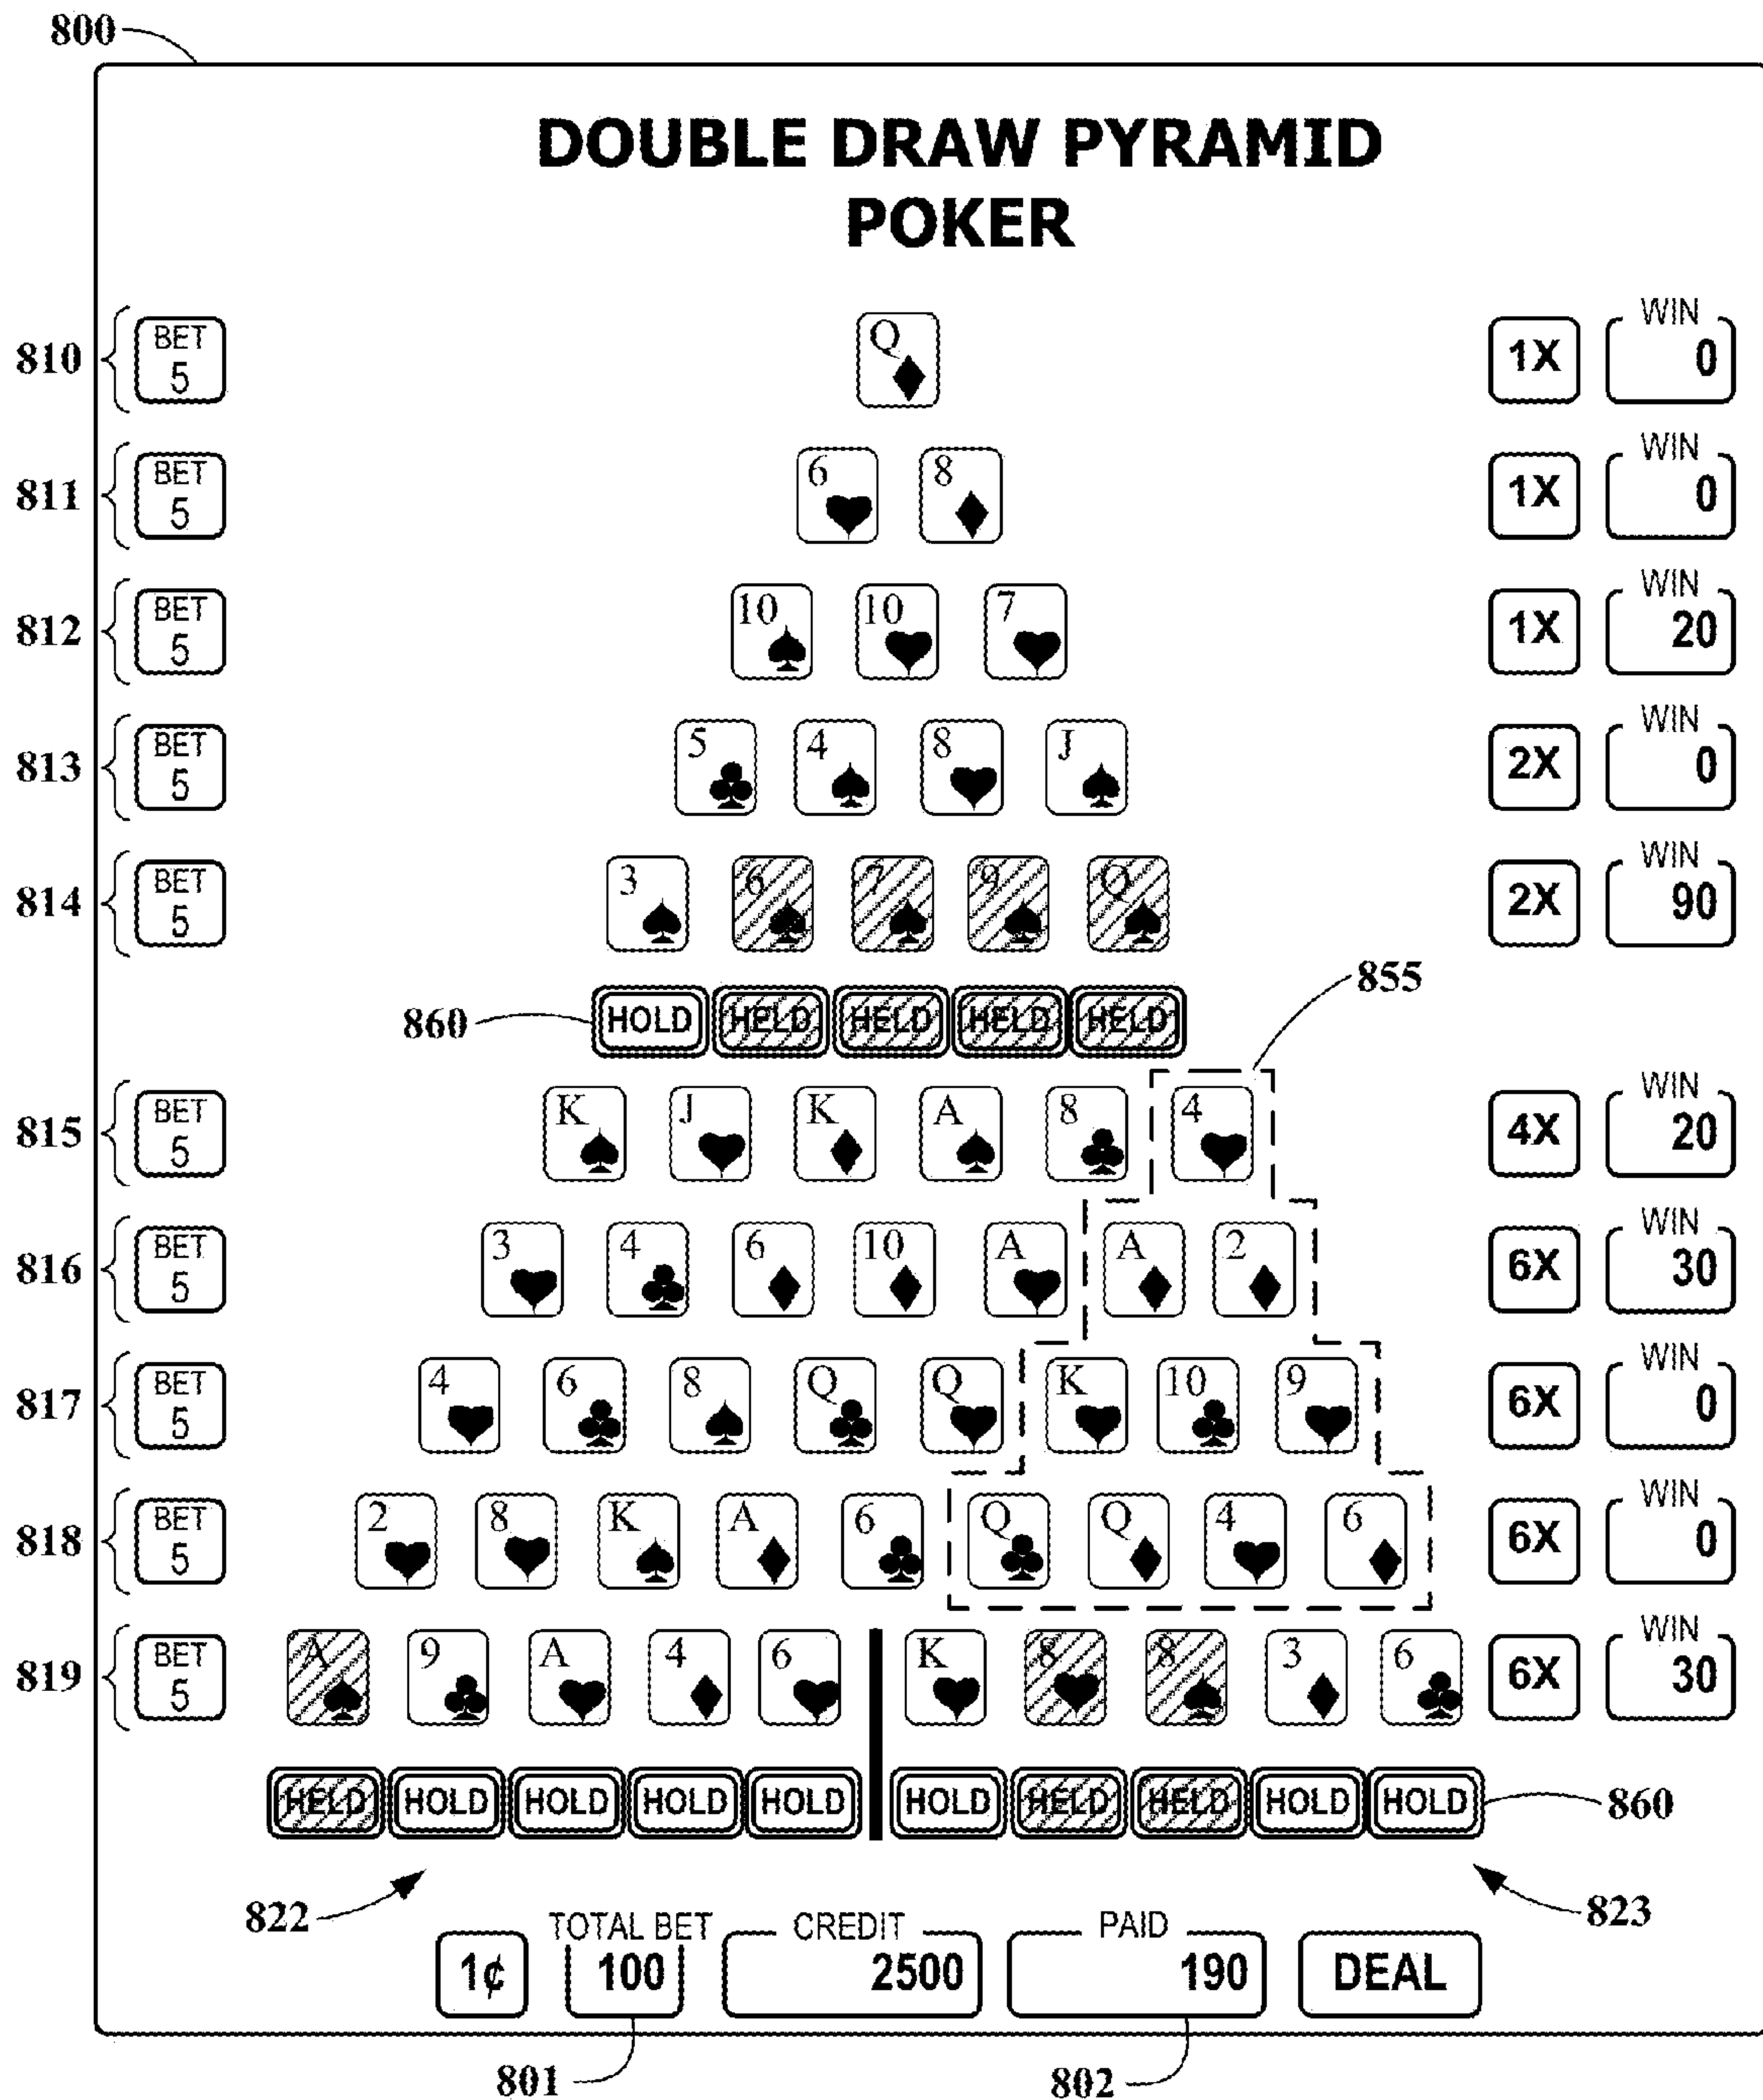 800
DOUBLE DRAW PYRAMID
POKER
810 BET 5 Q 1X WIN 0
811 BET 5 6 8 1X WIN 0
812 BET 5 10 10 7 1X WIN 20
813 BET 5 5 4 8 J 2X WIN 0
814 BET 5 3 6 7 9 Q 2X WIN 90
855
860 HOLD HELD HELD HELD HELD
815 BET 5 K J K A 8 4 4X WIN 20
816 BET 5 3 4 6 10 A A 2 6X WIN 30
817 BET 5 4 6 8 Q Q K 10 9 6X WIN 0
818 BET 5 2 8 K A 6 Q Q 4 6 6X WIN 0
819 BET 5 A 9 A 4 6 K 8 8 3 6 6X WIN 30
HELD HOLD HOLD HOLD HOLD HOLD HELD HELD HOLD HOLD 860
822 823
TOTAL BET CREDIT PAID
1¢ 100 2500 190 DEAL
801 802